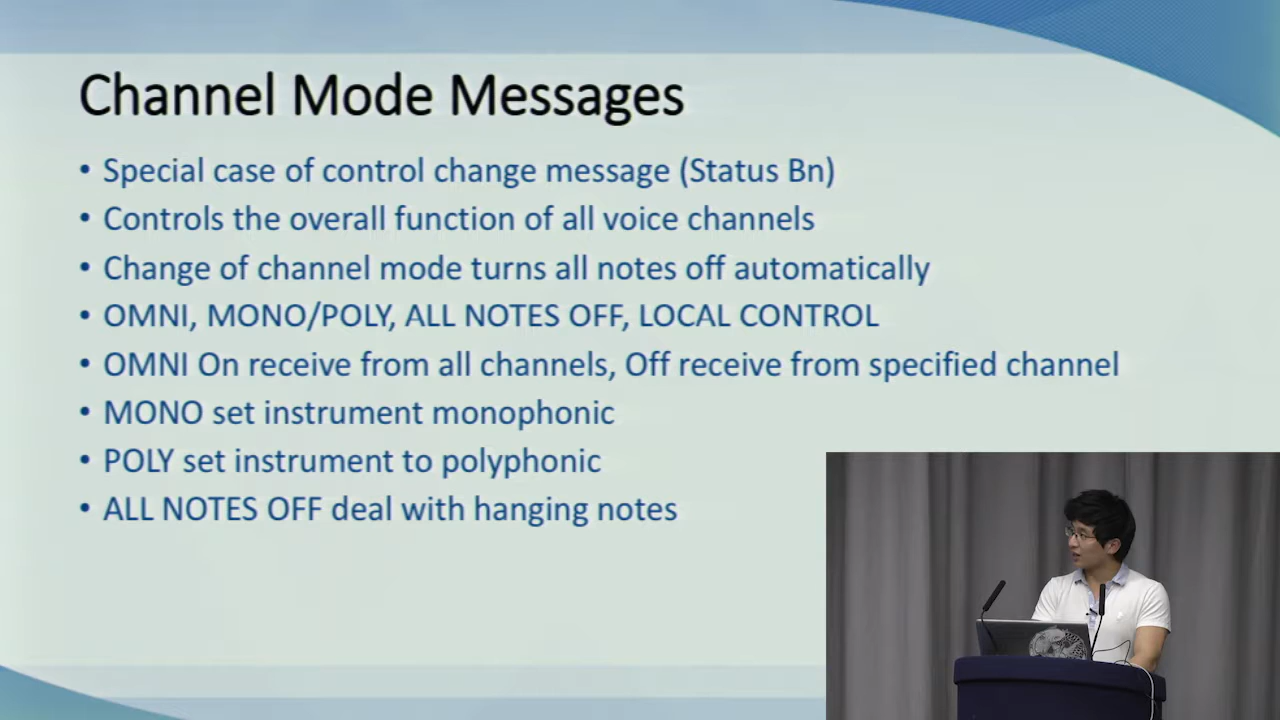 Channel Mode Messages
• Special case of control change message (Status Bn)
• Controls the overall function of all voice channels
• Change of channel mode turns all notes off automatically
• OMNI, MONO/POLY, ALL NOTES OFF, LOCAL CONTROL
• OMNI On receive from all channels, Off receive from specified channel
• MONO set instrument monophonic
• POLY set instrument to polyphonic
• ALL NOTES OFF deal with hanging notes